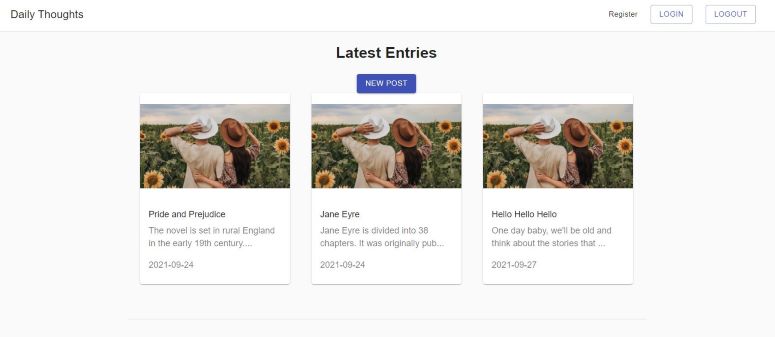 Daily Thoughts
Register
LOGIN
LOGOUT
Latest Entries
NEW POST
Pride and Prejudice
The novel is set in rural England
in the early 19th century....
2021-09-24
Jane Eyre
Jane Eyre is divided into 38
chapters. It was originally pub...
2021-09-24
Hello Hello Hello
One day baby, we'll be old and
think about the stories that ...
2021-09-27